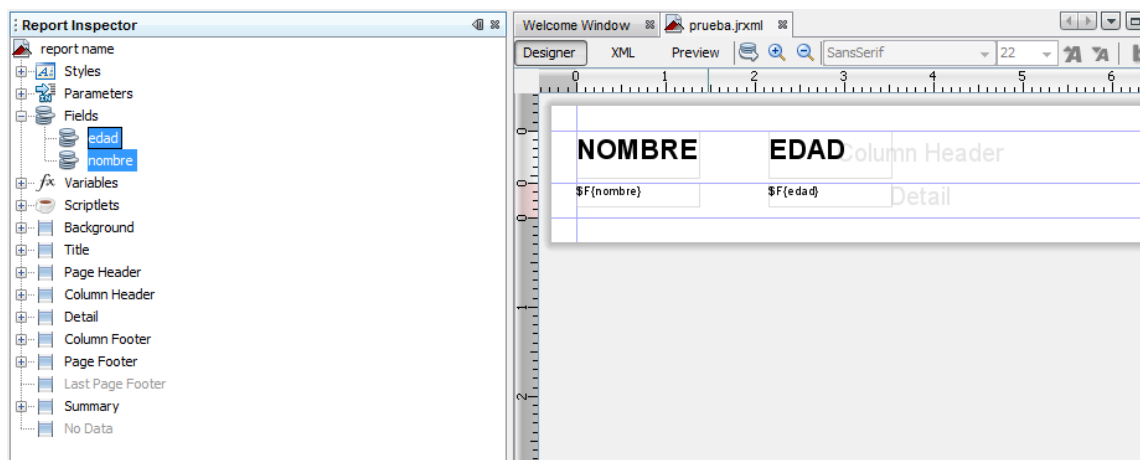 Report Inspector
report name
Styles
Parameters
Fields
edad
nombre
Variables
Scriptlets
Background
Title
Page Header
Column Header
Detail
Column Footer
Page Footer
Last Page Footer
Summary
No Data
Welcome Window prueba.jrxml
Designer XML Preview SansSerif 22
0 1 2 3 4 5 6
NOMBRE EDAD Column Header
$F{nombre} $F{edad} Detail
0
0
0
1
2